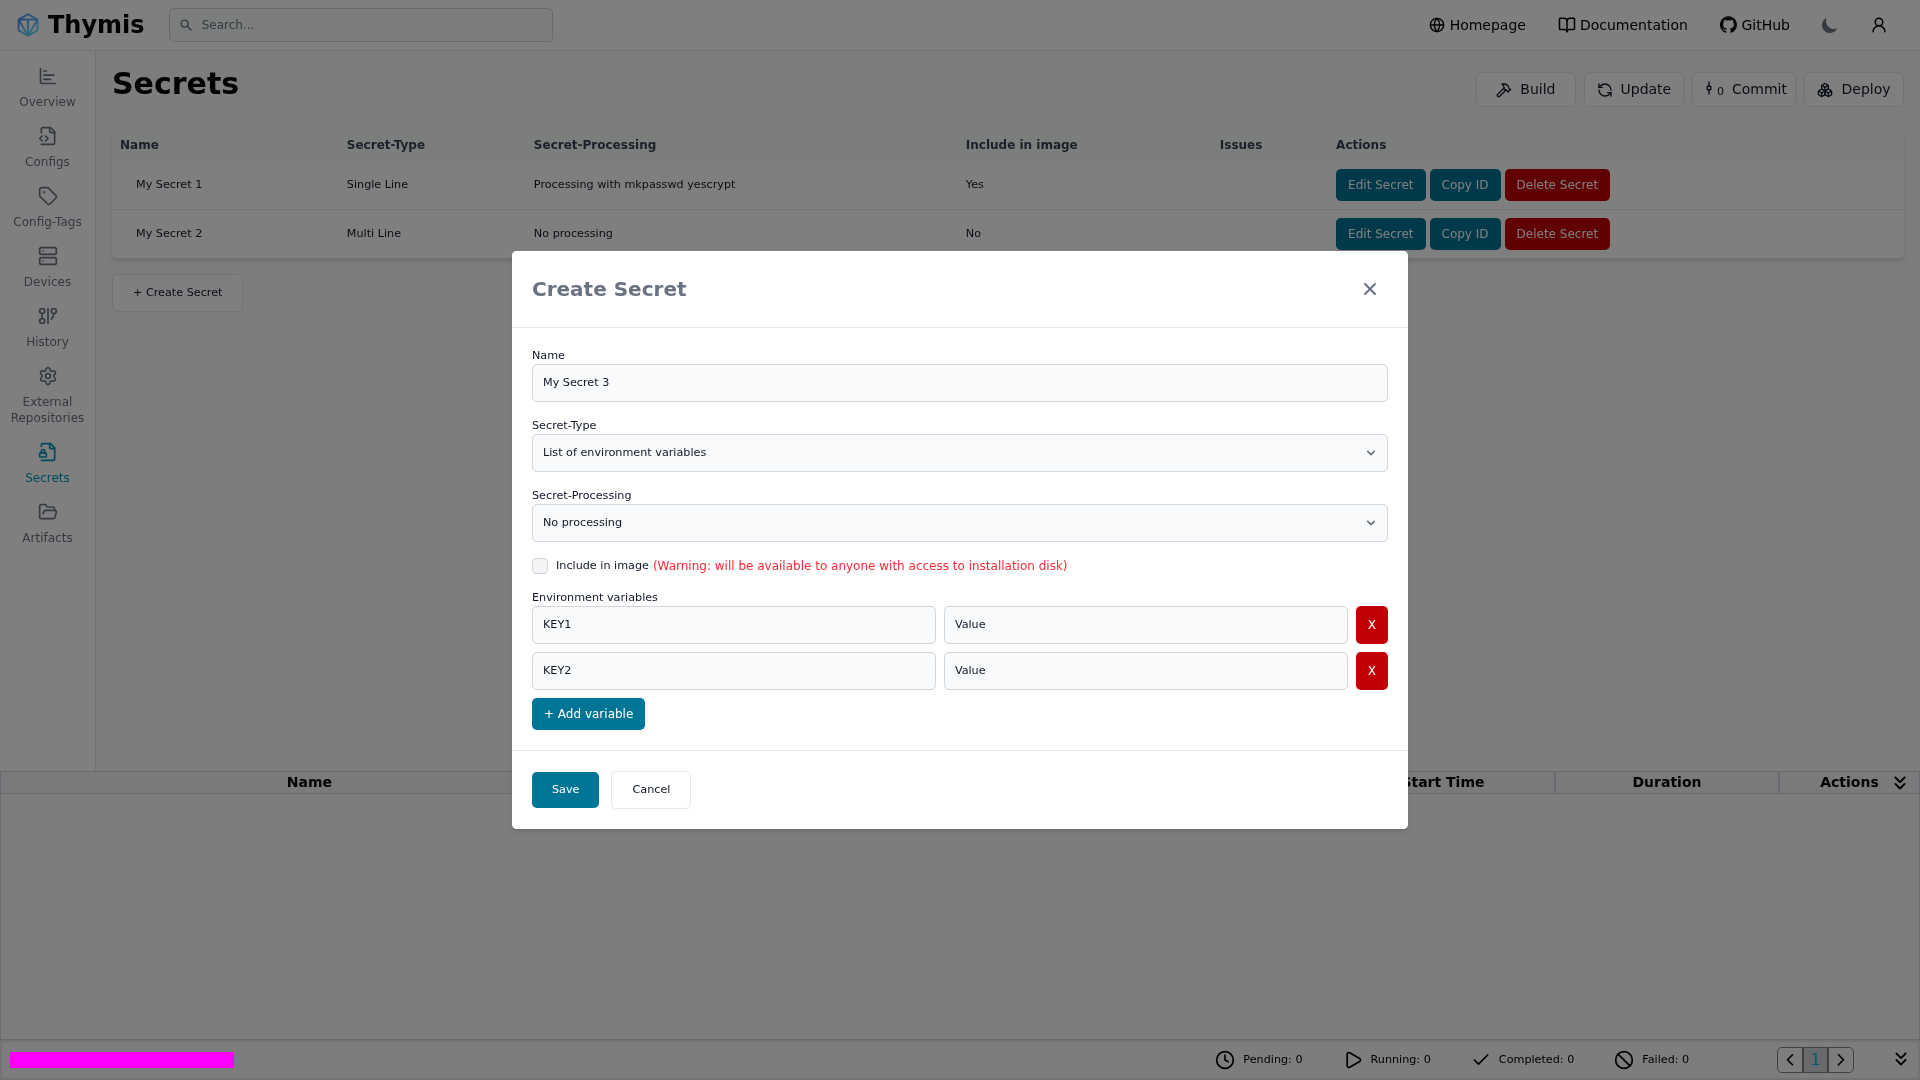 Thymis
Search...
Homepage
Documentation
GitHub
Overview
Configs
Config-Tags
Devices
History
External
Repositories
Secrets
Artifacts
Secrets
Build
Update
0 Commit
Deploy
Name Secret-Type Secret-Processing Include in image Issues Actions
My Secret 1 Single Line Processing with mkpasswd yescrypt Yes Edit Secret Copy ID Delete Secret
My Secret 2 Multi Line No processing No Edit Secret Copy ID Delete Secret
+ Create Secret
Create Secret
Name
My Secret 3
Secret-Type
List of environment variables
Secret-Processing
No processing
Include in image (Warning: will be available to anyone with access to installation disk)
Environment variables
KEY1 Value X
KEY2 Value X
+ Add variable
Save Cancel
Name Start Time Duration Actions
Pending: 0 Running: 0 Completed: 0 Failed: 0 1